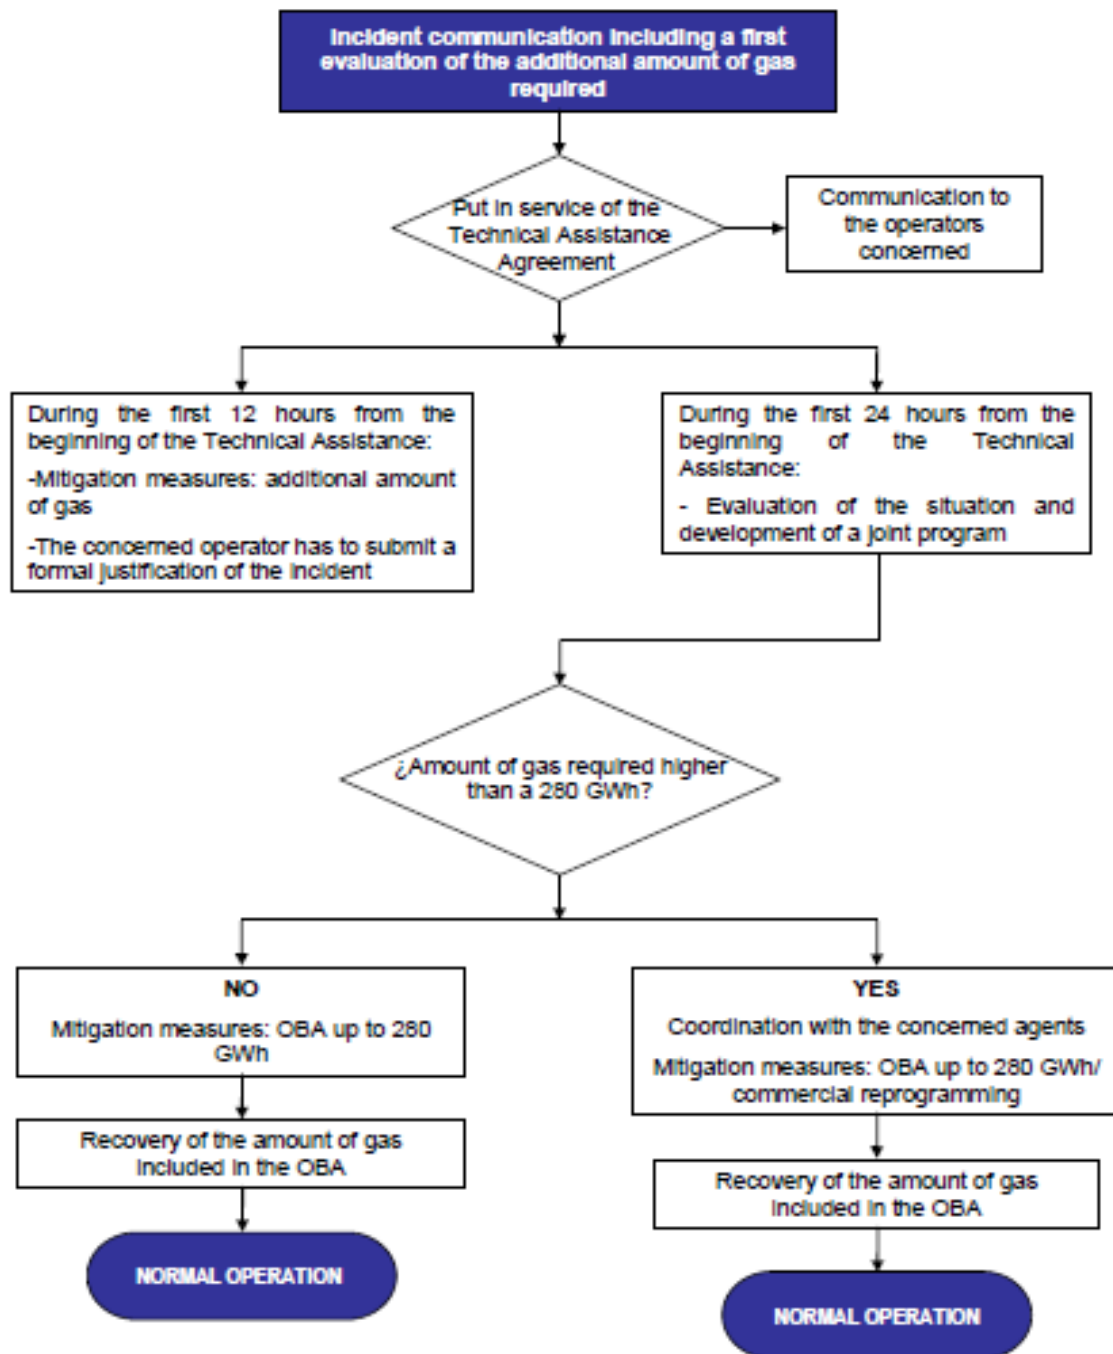 Incident communication including a first
evaluation of the additional amount of gas
required
Put in service of the
Technical Assistance
Agreement
Communication to
the operators
concerned
During the first 12 hours from the
beginning of the Technical Assistance:
-Mitigation measures: additional amount
of gas
-The concerned operator has to submit a
formal justification of the incident
During the first 24 hours from the
beginning of the Technical
Assistance:
- Evaluation of the situation and
development of a joint program
¿Amount of gas required higher
than a 280 GWh?
NO
Mitigation measures: OBA up to 280
GWh
Recovery of the amount of gas
included in the OBA
NORMAL OPERATION
YES
Coordination with the concerned agents
Mitigation measures: OBA up to 280 GWh/
commercial reprogramming
Recovery of the amount of gas
included in the OBA
NORMAL OPERATION